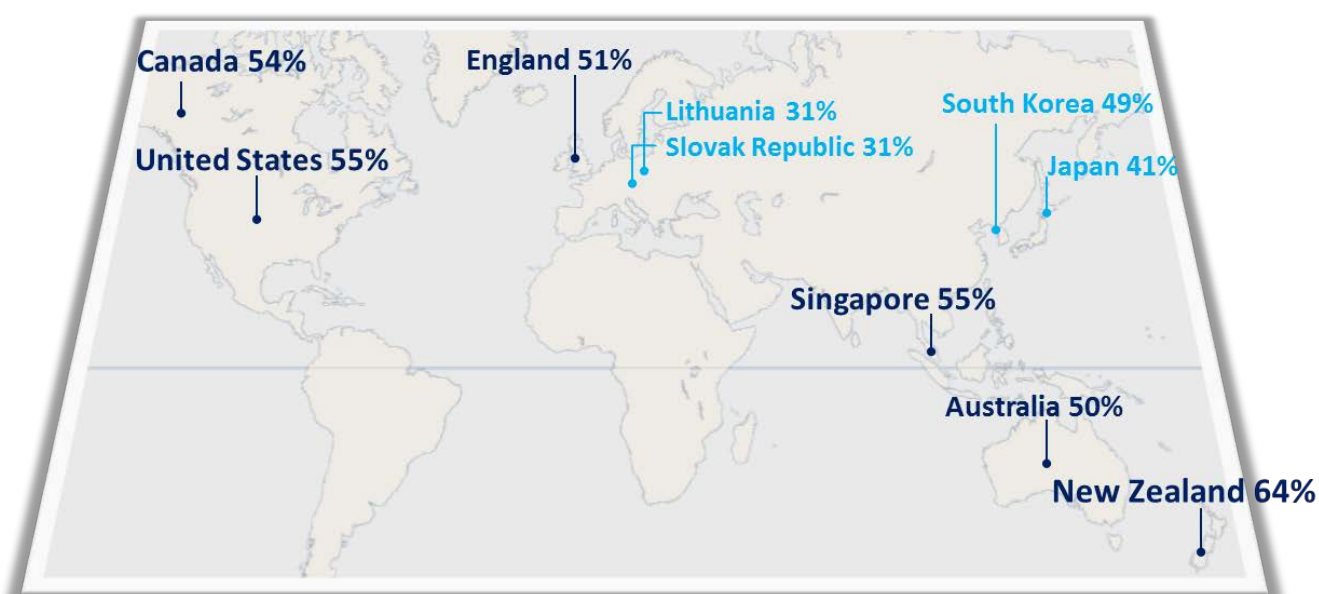 Canada 54%
England 51%
Lithuania 31%
South Korea 49%
Slovak Republic 31%
United States 55%
Japan 41%
Singapore 55%
Australia 50%
New Zealand 64%